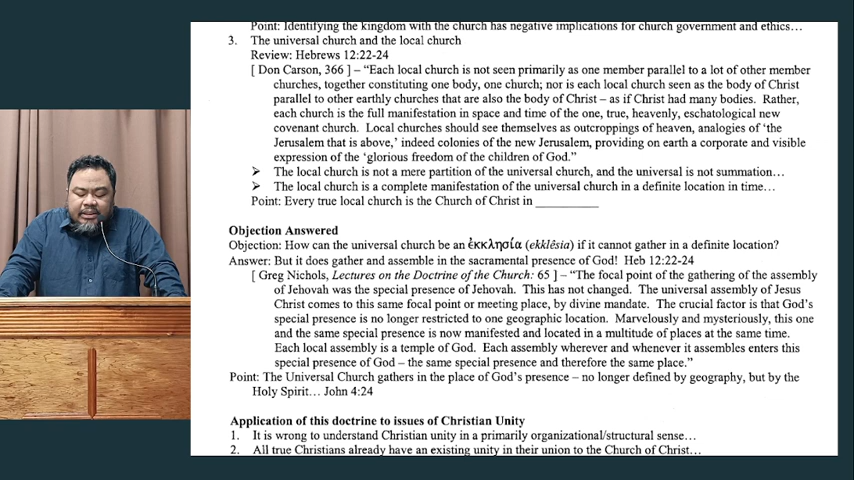 Point: Identifying the kingdom with the church has negative implications for church government and ethics…
3. The universal church and the local church
Review: Hebrews 12:22-24
[ Don Carson, 366 ] – “Each local church is not seen primarily as one member parallel to a lot of other member
churches, together constituting one body, one church; nor is each local church seen as the body of Christ
parallel to other earthly churches that are also the body of Christ – as if Christ had many bodies. Rather,
each church is the full manifestation in space and time of the one, true, heavenly, eschatological new
covenant church. Local churches should see themselves as outcroppings of heaven, analogies of ‘the
Jerusalem that is above,’ indeed colonies of the new Jerusalem, providing on earth a corporate and visible
expression of the ‘glorious freedom of the children of God.”
➤ The local church is not a mere partition of the universal church, and the universal is not summation…
➤ The local church is a complete manifestation of the universal church in a definite location in time…
Point: Every true local church is the Church of Christ in __________
Objection Answered
Objection: How can the universal church be an ἐκκλησία (ekklêsia) if it cannot gather in a definite location?
Answer: But it does gather and assemble in the sacramental presence of God! Heb 12:22-24
[ Greg Nichols, Lectures on the Doctrine of the Church: 65 ] – “The focal point of the gathering of the assembly
of Jehovah was the special presence of Jehovah. This has not changed. The universal assembly of Jesus
Christ comes to this same focal point or meeting place, by divine mandate. The crucial factor is that God’s
special presence is no longer restricted to one geographic location. Marvelously and mysteriously, this one
and the same special presence is now manifested and located in a multitude of places at the same time.
Each local assembly is a temple of God. Each assembly wherever and whenever it assembles enters this
special presence of God – the same special presence and therefore the same place.”
Point: The Universal Church gathers in the place of God’s presence – no longer defined by geography, but by the
Holy Spirit… John 4:24
Application of this doctrine to issues of Christian Unity
1. It is wrong to understand Christian unity in a primarily organizational/structural sense…
2. All true Christians already have an existing unity in their union to the Church of Christ…